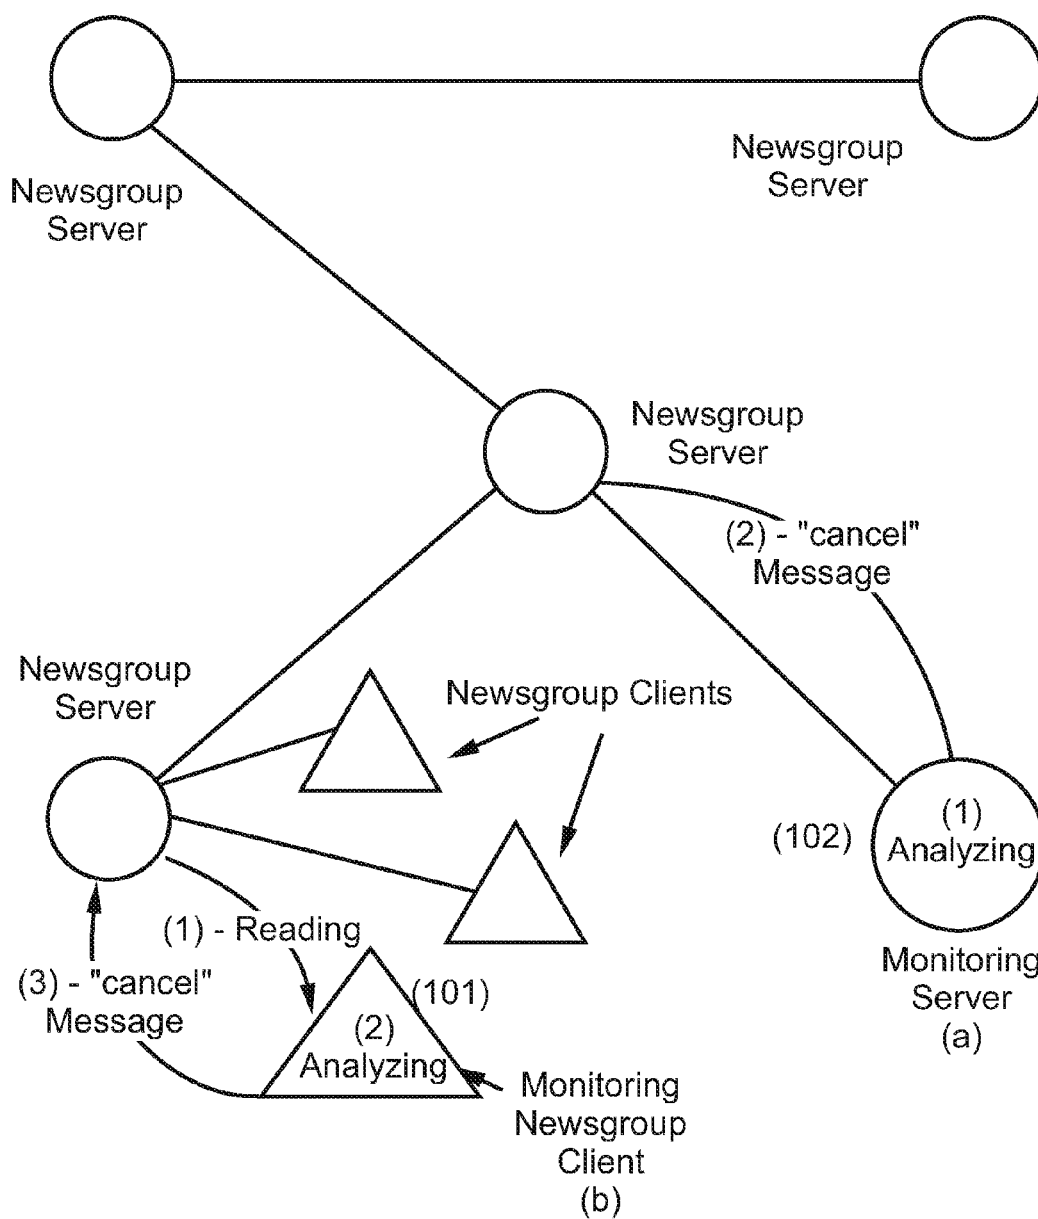 Newsgroup
Server
Newsgroup
Server
Newsgroup
Server
(2) - "cancel"
Message
Newsgroup
Server
Newsgroup Clients
(102)
(1)
Analyzing
(1) - Reading
(3) - "cancel"
Message
(101)
(2)
Analyzing
Monitoring
Server
(a)
Monitoring
Newsgroup
Client
(b)